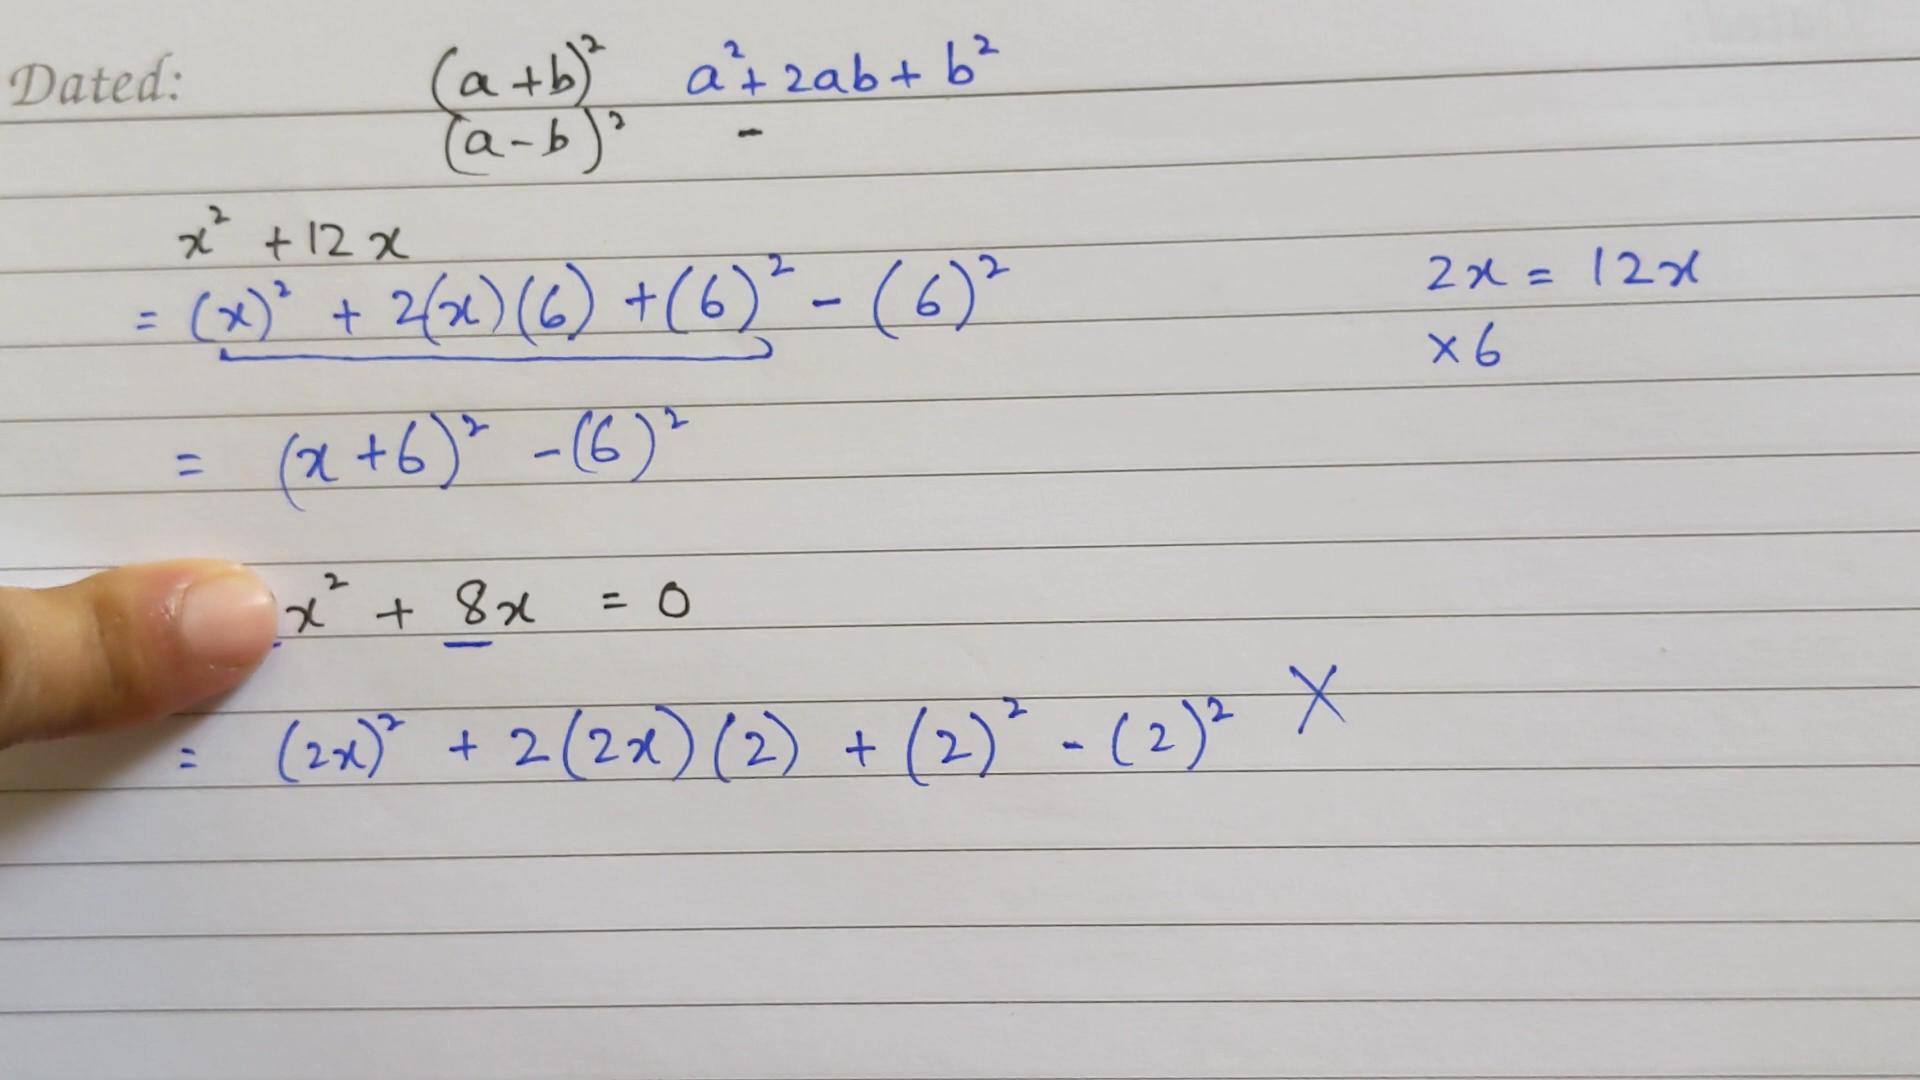 Dated:
(a+b)² a²+2ab+b²
(a-b)² -
x² +12x
= (x)² + 2(x)(6) +(6)² - (6)²
2x = 12x
×6
= (x+6)² -(6)²
x² + 8x = 0
= (2x)² + 2(2x)(2) + (2)² - (2)² X